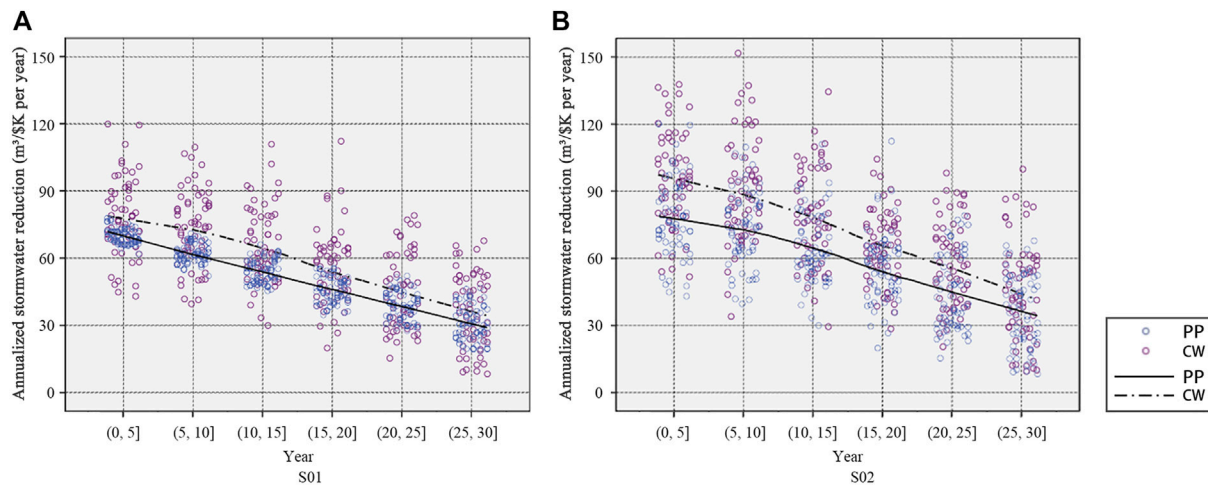 A
Annualized stormwater reduction (m³/$K per year)
150
120
90
60
30
0
(0, 5]
(5, 10]
(10, 15]
(15, 20]
(20, 25]
(25, 30]
Year
S01
B
Annualized stormwater reduction (m³/$K per year)
150
120
90
60
30
0
(0, 5]
(5, 10]
(10, 15]
(15, 20]
(20, 25]
(25, 30]
Year
S02
PP
CW
PP
CW